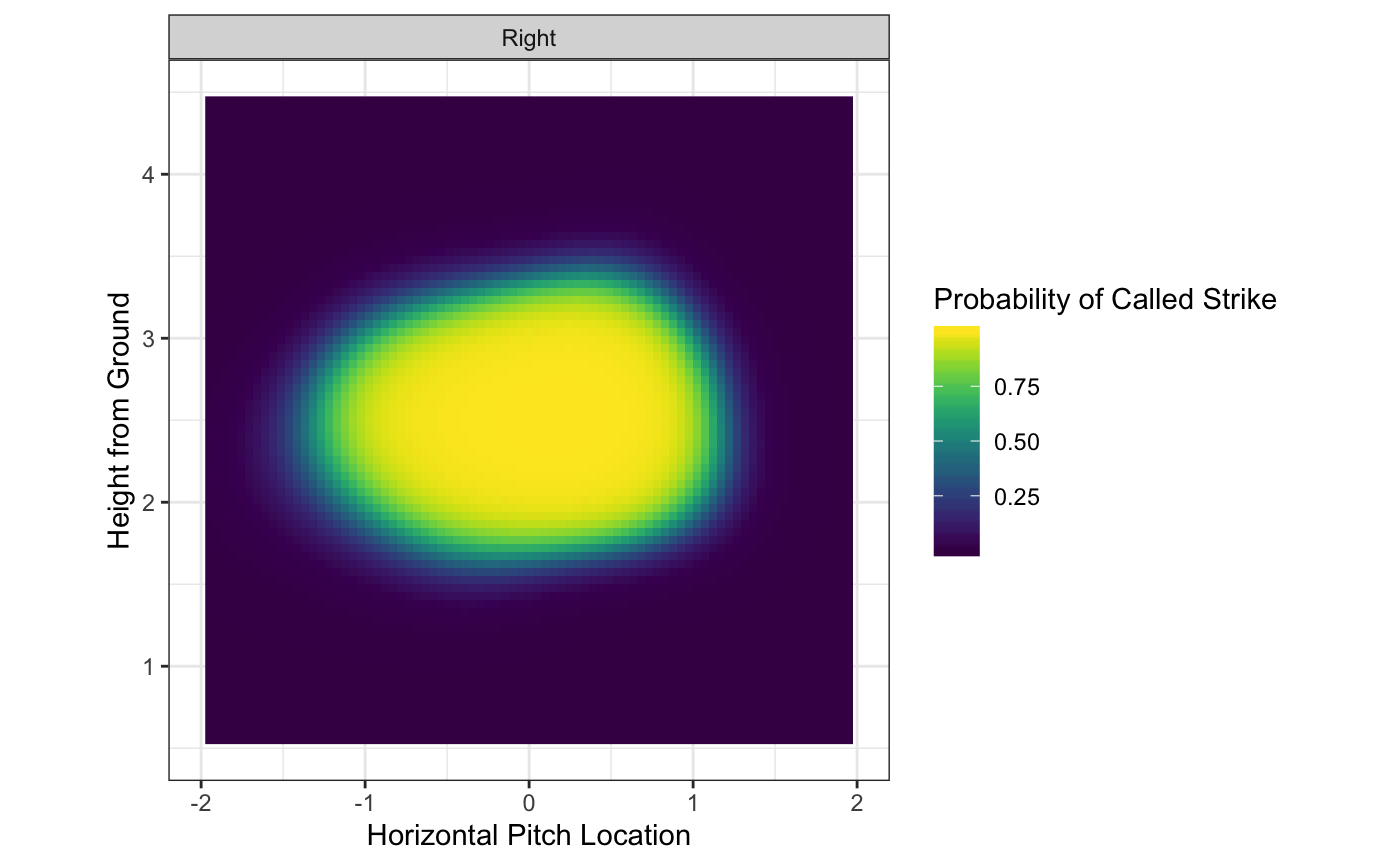 Right
Height from Ground
4
3
2
1
-2 -1 0 1 2
Horizontal Pitch Location
Probability of Called Strike
0.75
0.50
0.25